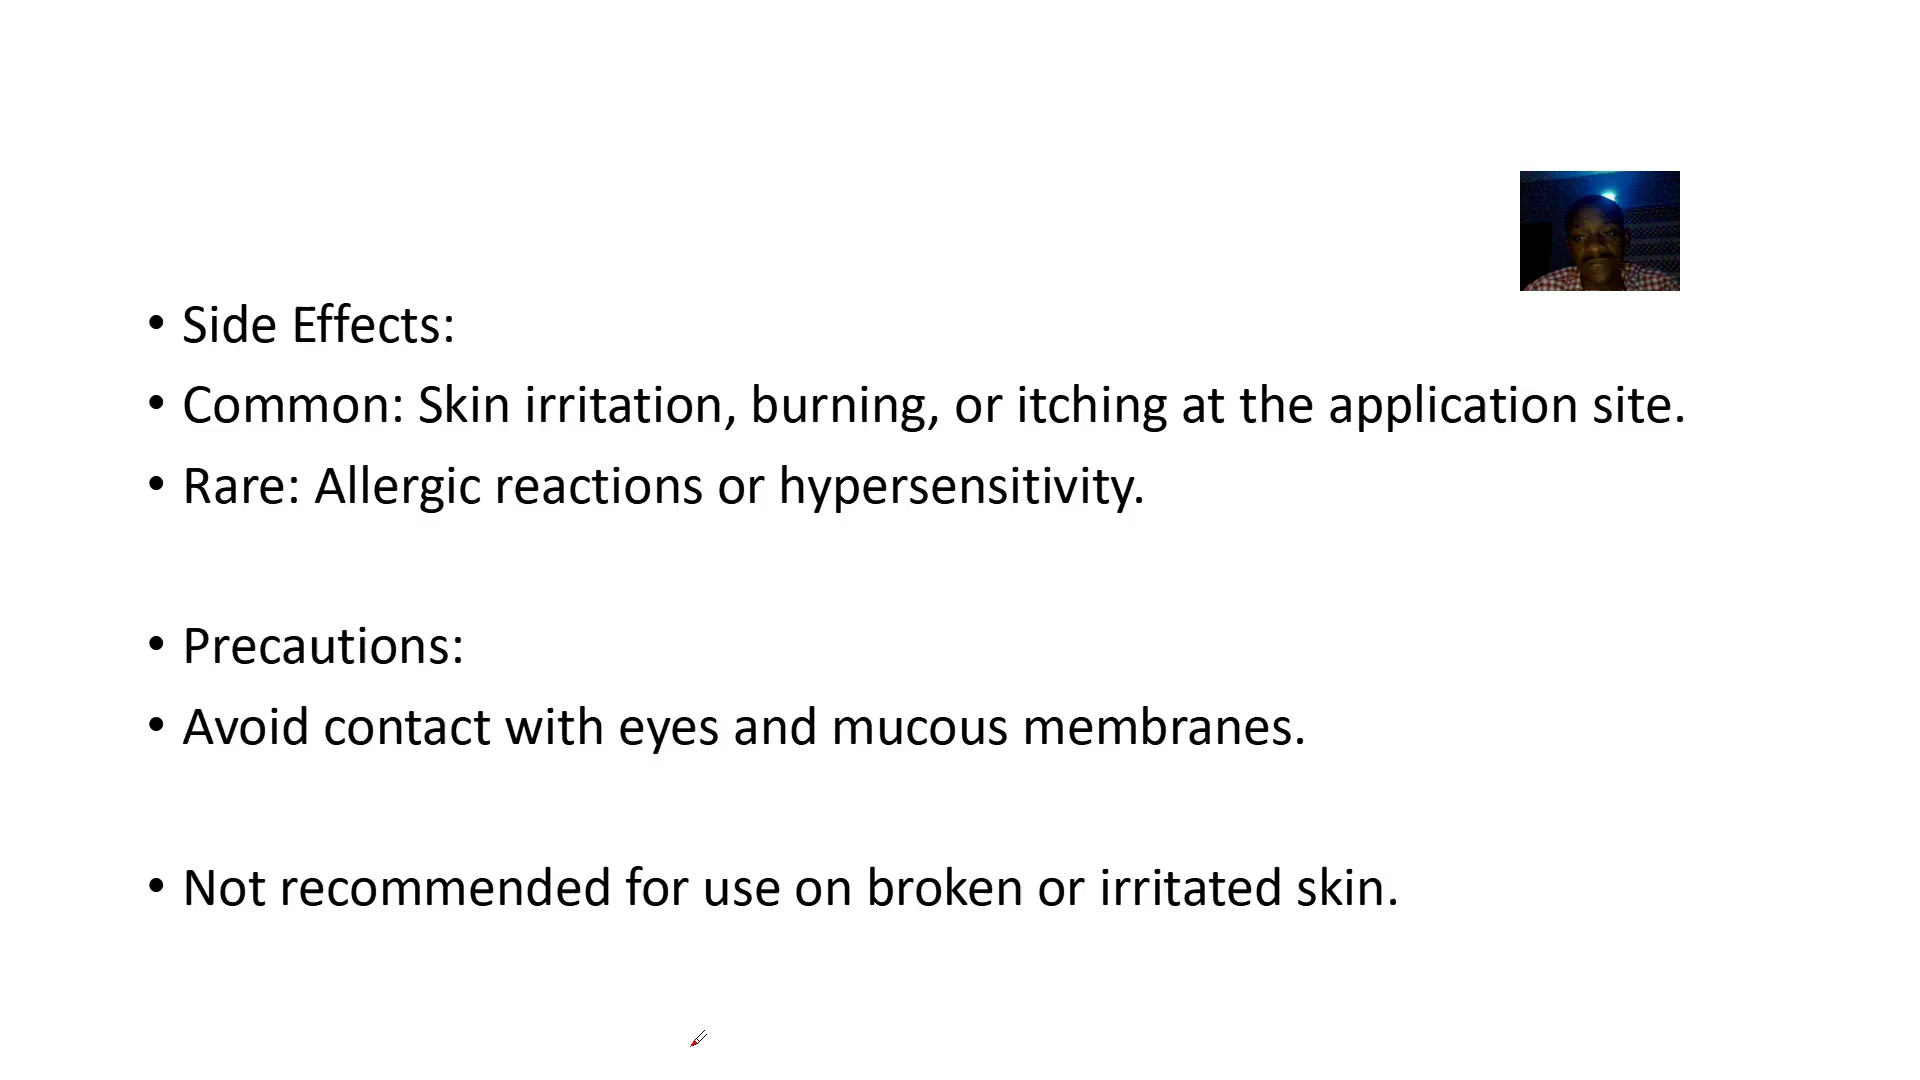 • Side Effects:
• Common: Skin irritation, burning, or itching at the application site.
• Rare: Allergic reactions or hypersensitivity.
• Precautions:
• Avoid contact with eyes and mucous membranes.
• Not recommended for use on broken or irritated skin.